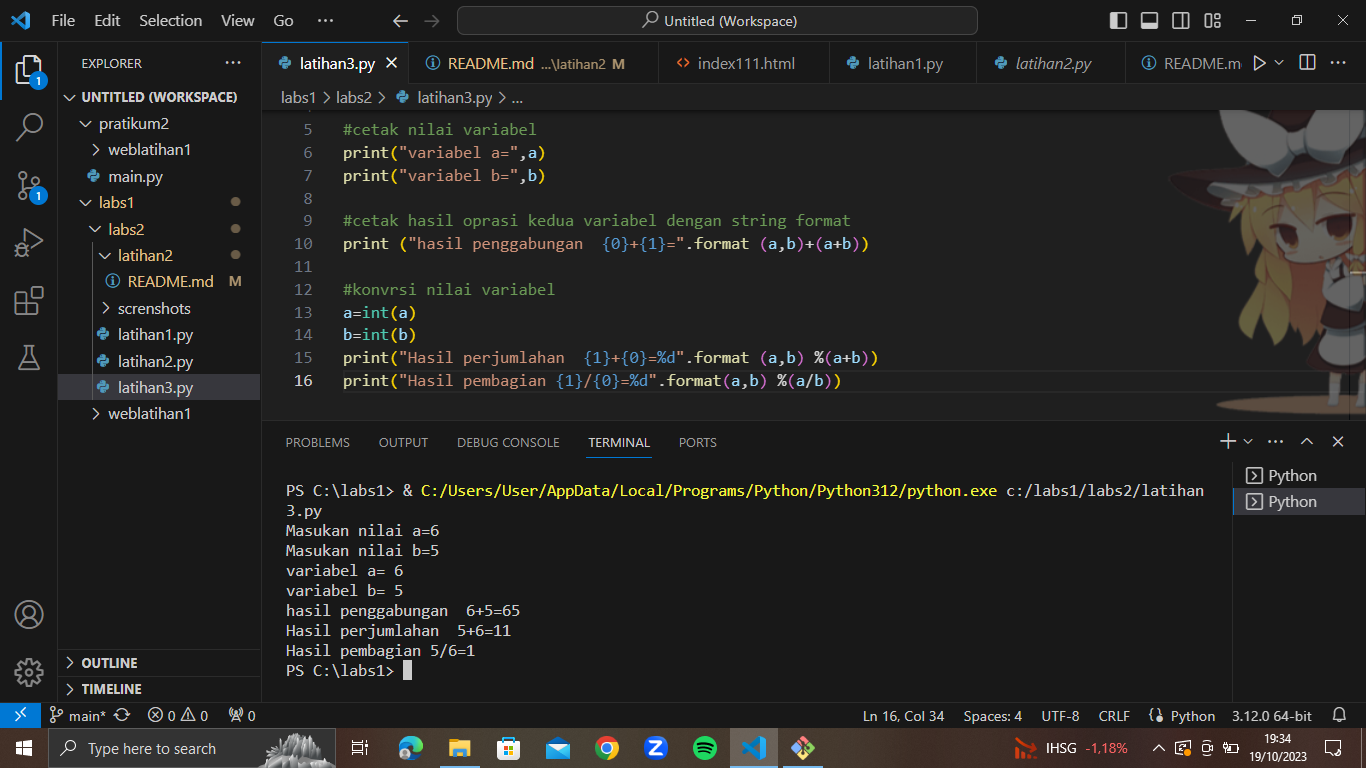 File Edit Selection View Go ··· Untitled (Workspace)
EXPLORER ···
latihan3.py README.md ...\latihan2 M index111.html latihan1.py latihan2.py README.m
labs1 > labs2 > latihan3.py > ...
1
1
UNTITLED (WORKSPACE)
pratikum2
weblatihan1
main.py
labs1
labs2
latihan2
README.md M
screnshots
latihan1.py
latihan2.py
latihan3.py
weblatihan1
OUTLINE
TIMELINE
5 #cetak nilai variabel
6 print("variabel a=",a)
7 print("variabel b=",b)
8
9 #cetak hasil oprasi kedua variabel dengan string format
10 print ("hasil penggabungan  {0}+{1}=".format (a,b)+(a+b))
11
12 #konvrsi nilai variabel
13 a=int(a)
14 b=int(b)
15 print("Hasil perjumlahan  {1}+{0}=%d".format (a,b) %(a+b))
16 print("Hasil pembagian {1}/{0}=%d".format(a,b) %(a/b))
PROBLEMS OUTPUT DEBUG CONSOLE TERMINAL PORTS
PS C:\labs1> & C:/Users/User/AppData/Local/Programs/Python/Python312/python.exe c:/labs1/labs2/latihan
3.py
Masukan nilai a=6
Masukan nilai b=5
variabel a= 6
variabel b= 5
hasil penggabungan  6+5=65
Hasil perjumlahan  5+6=11
Hasil pembagian 5/6=1
PS C:\labs1>
Python
Python
main* 0 0 0 Ln 16, Col 34 Spaces: 4 UTF-8 CRLF Python 3.12.0 64-bit
Type here to search IHSG -1,18% 19:34
19/10/2023